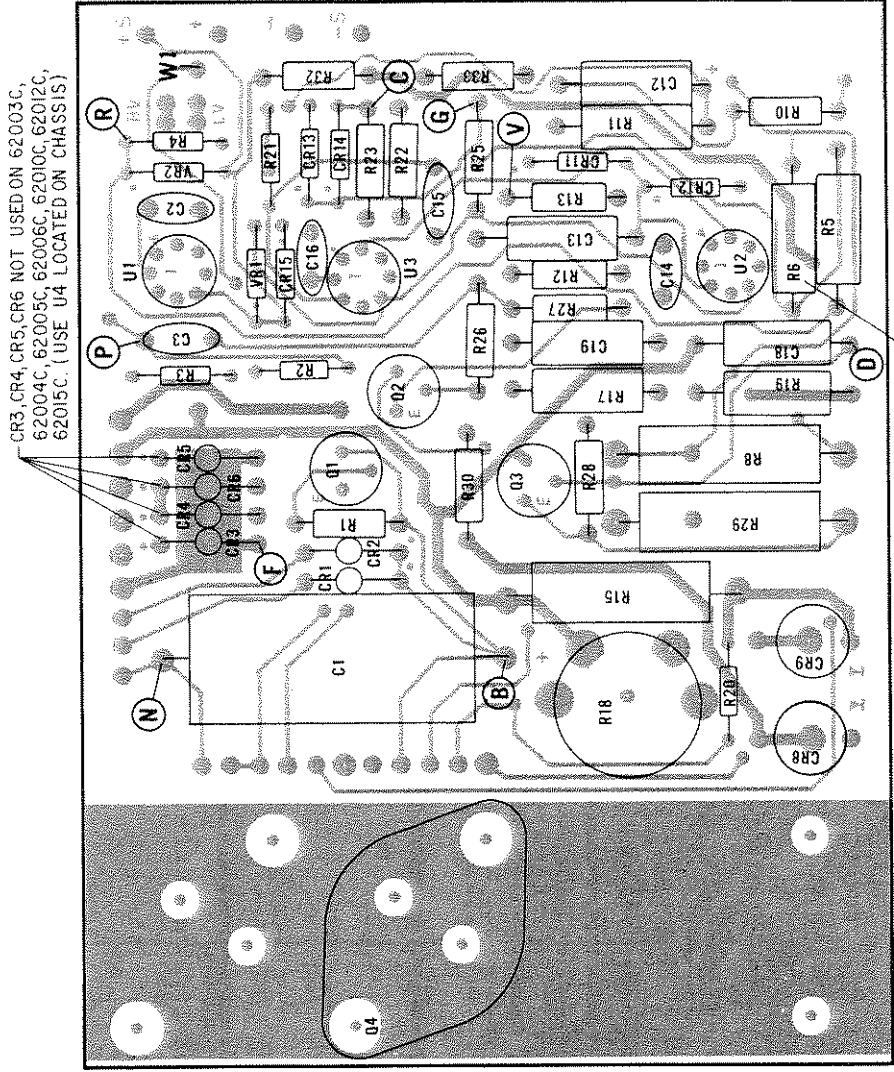 CR3,CR4,CR5,CR6 NOT USED ON 62003C,
62004C, 62005C, 62006C, 62010C, 62012C,
62015C. (USE U4 LOCATED ON CHASSIS)
+S
-
-S
W1
R
HV
LV
R4
VR2
C2
U1
P
C3
R3
R2
R32
C
R33
R21
CR13
CR14
R23
R22
G
R25
V
C12
R11
R10
CR11
CR12
R13
C15
C16
VR1
CR15
U3
C13
R12
C14
U2
R6
R5
R27
R26
C19
R17
C18
R19
D
Q2
E
CR5
CR4
CR6
CR3
F
Q1
E
R1
CR2
CR1
R30
Q3
E
R28
R8
R29
N
C1
B
R15
+
R18
R20
CR9
CR8
Q4